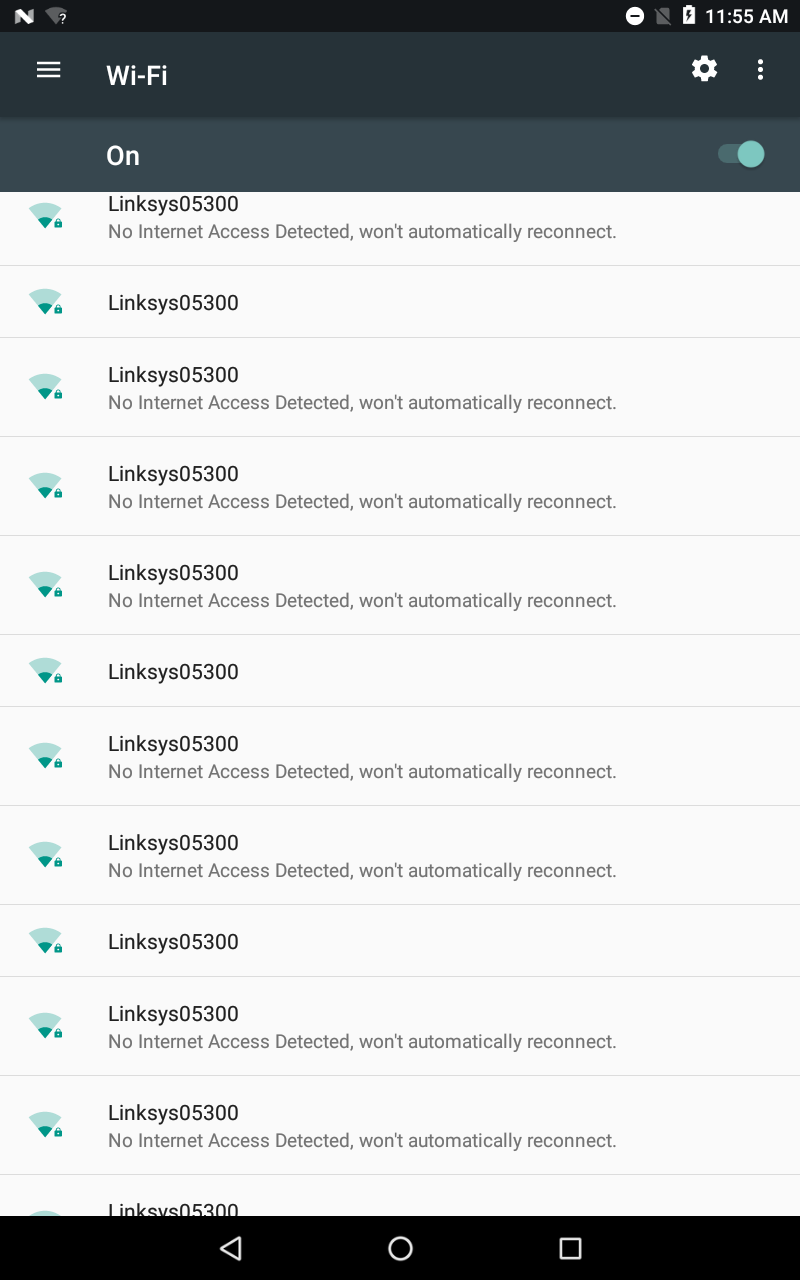 11:55 AM
Wi-Fi
On
Linksys05300
No Internet Access Detected, won't automatically reconnect.
Linksys05300
Linksys05300
No Internet Access Detected, won't automatically reconnect.
Linksys05300
No Internet Access Detected, won't automatically reconnect.
Linksys05300
No Internet Access Detected, won't automatically reconnect.
Linksys05300
Linksys05300
No Internet Access Detected, won't automatically reconnect.
Linksys05300
No Internet Access Detected, won't automatically reconnect.
Linksys05300
Linksys05300
No Internet Access Detected, won't automatically reconnect.
Linksys05300
No Internet Access Detected, won't automatically reconnect.
Linksys05300